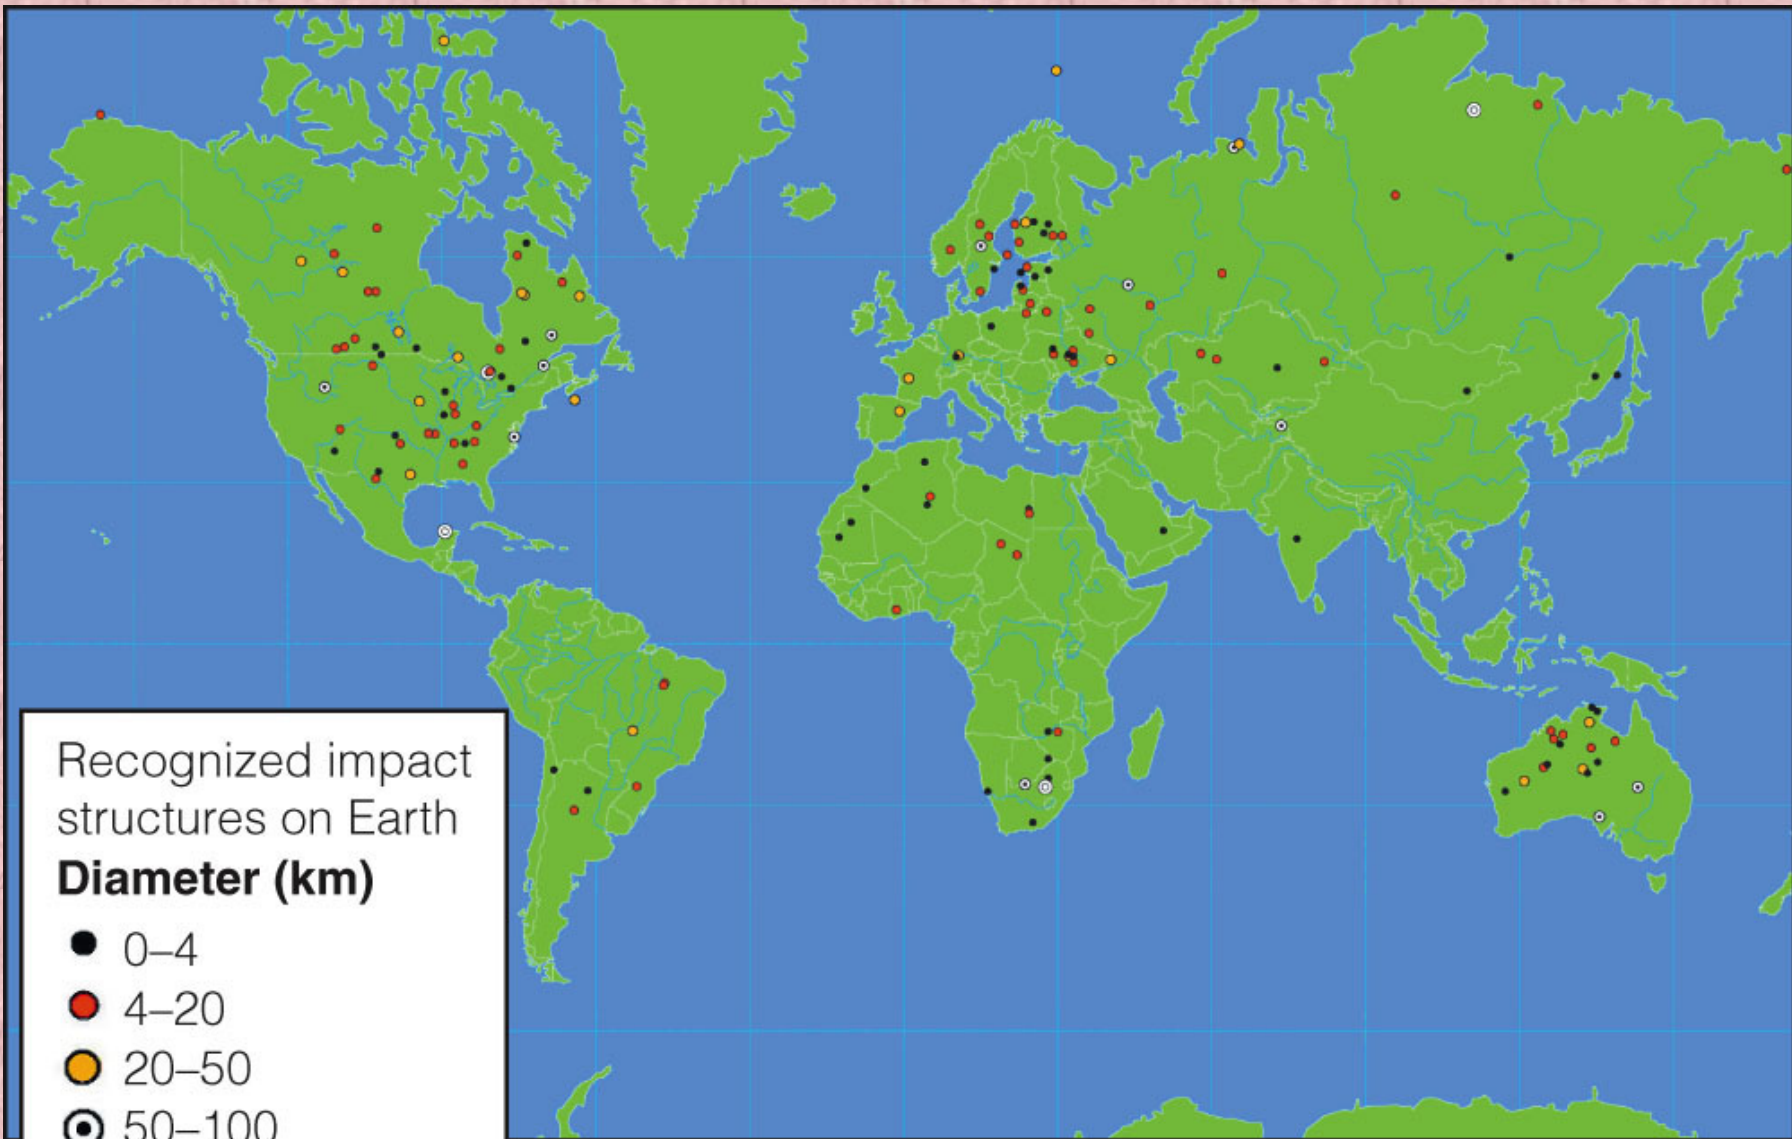 Recognized impact
structures on Earth
Diameter (km)
0–4
4–20
20–50
50–100